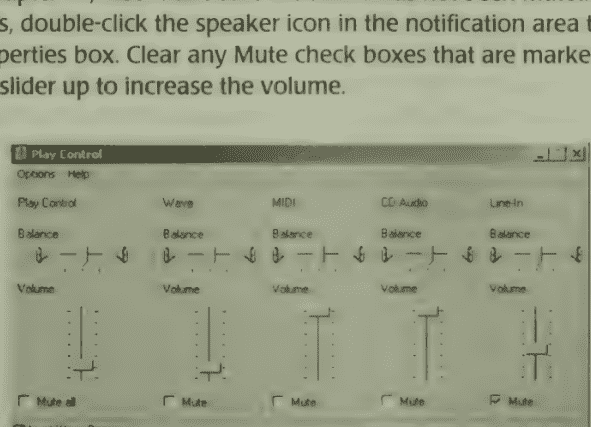 s, double-click the speaker icon in the notification area
perties box. Clear any Mute check boxes that are marke
slider up to increase the volume.
Play Control
Options Help
Play Control Wave MIDI CD Audio Line-In
Balance Balance Balance Balance Balance
Volume Volume Volume Volume Volume
Mute all Mute Mute Mute Mute